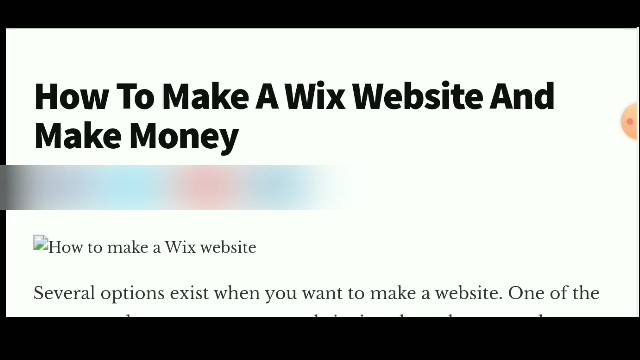 How To Make A Wix Website And
Make Money
How to make a Wix website
Several options exist when you want to make a website. One of the